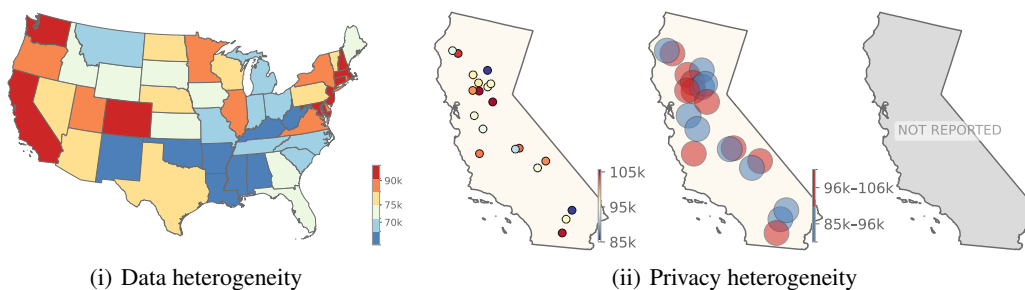 90k
75k
70k
105k
95k
85k
96k–106k
85k–96k
NOT REPORTED
(i) Data heterogeneity
(ii) Privacy heterogeneity